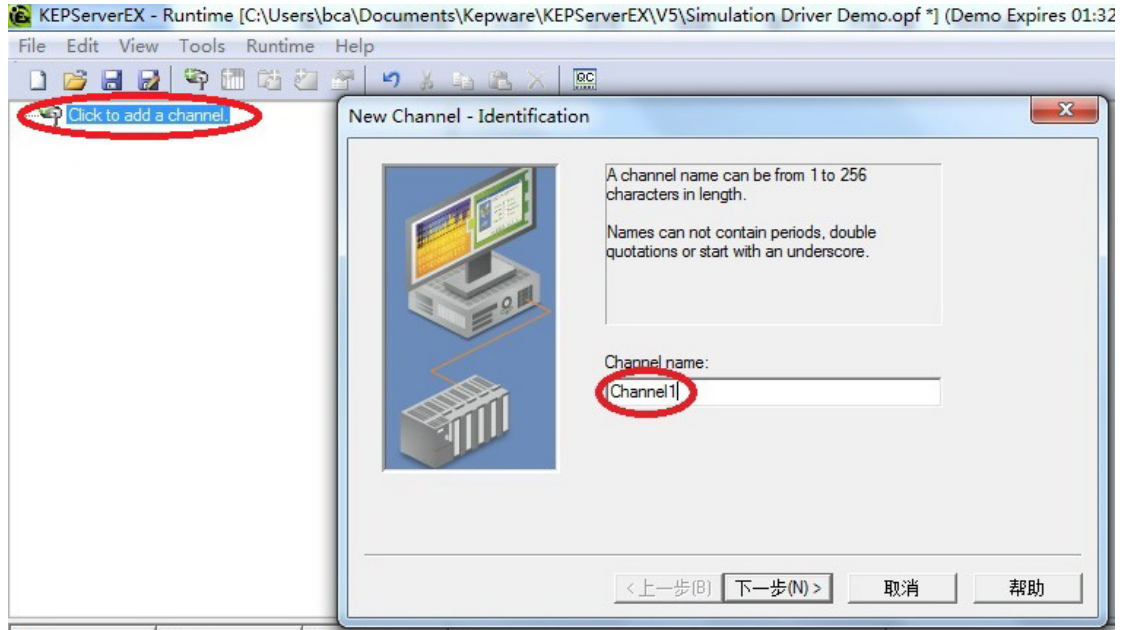 KEPServerEX - Runtime [C:\Users\bca\Documents\Kepware\KEPServerEX\V5\Simulation Driver Demo.opf *] (Demo Expires 01:32
File Edit View Tools Runtime Help
QC
Click to add a channel.
New Channel - Identification
A channel name can be from 1 to 256
characters in length.
Names can not contain periods, double
quotations or start with an underscore.
Channel name:
Channel1
<上一步(B) 下一步(N) > 取消 帮助